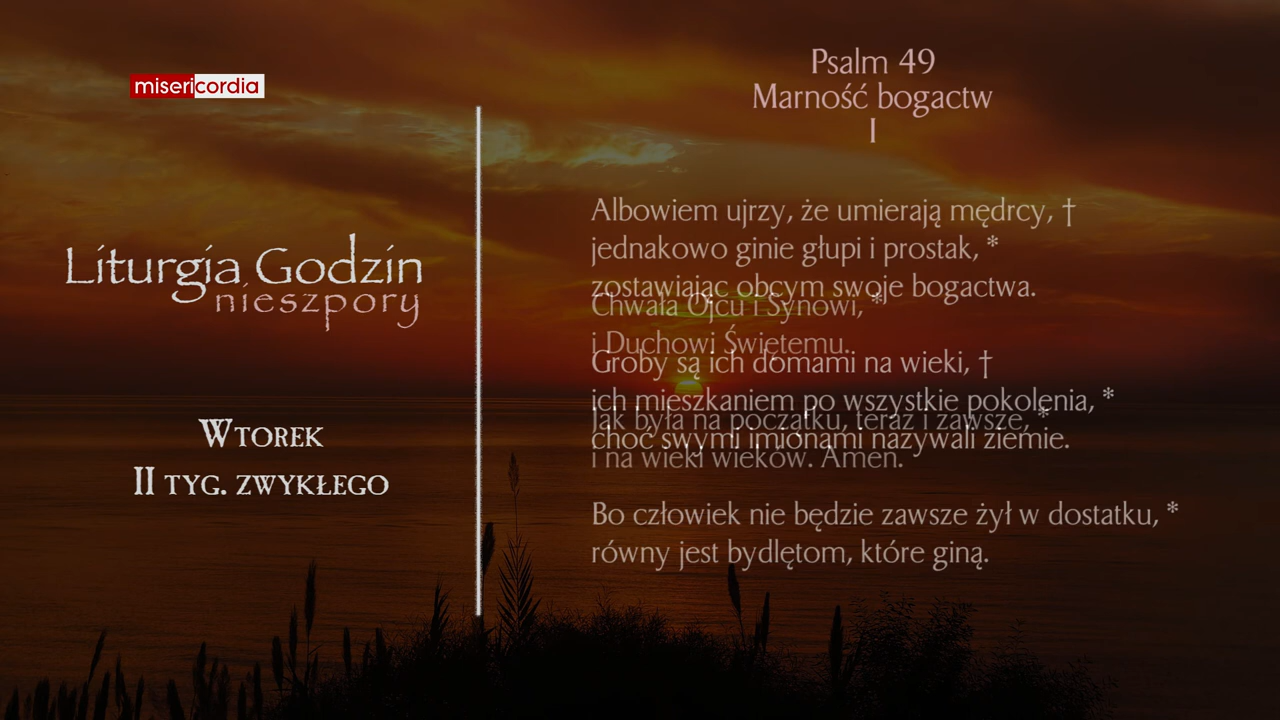 misericordia
Psalm 49
Marność bogactw
I
Liturgia Godzin
nieszpory
Wtorek
II tyg. zwykłego
Albowiem ujrzy, że umierają mędrcy, †
jednakowo ginie głupi i prostak, *
zostawiając obcym swoje bogactwa.
Chwała Ojcu i Synowi, *
i Duchowi Świętemu.
Groby są ich domami na wieki, †
ich mieszkaniem po wszystkie pokolenia, *
Jak była na początku, teraz i zawsze, *
choć swymi imionami nazywali ziemie.
i na wieki wieków. Amen.
Bo człowiek nie będzie zawsze żył w dostatku, *
równy jest bydlętom, które giną.